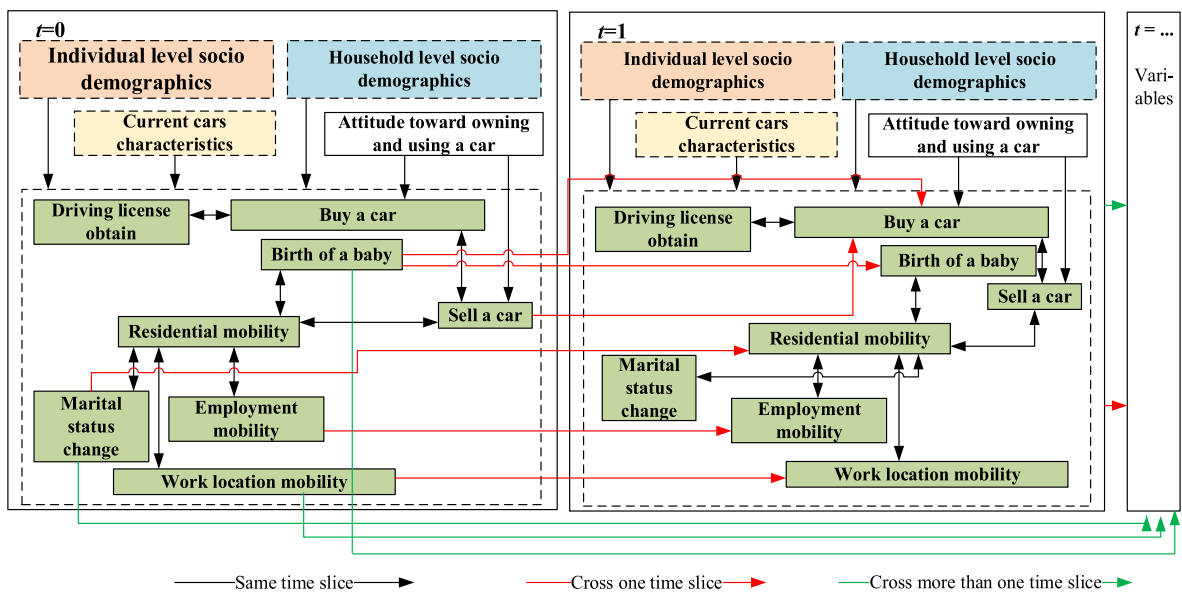 t=0
Individual level socio
demographics
Household level socio
demographics
Current cars
characteristics
Attitude toward owning
and using a car
Driving license
obtain
Buy a car
Birth of a baby
Sell a car
Residential mobility
Marital
status
change
Employment
mobility
Work location mobility
t=1
Individual level socio
demographics
Household level socio
demographics
Current cars
characteristics
Attitude toward owning
and using a car
Driving license
obtain
Buy a car
Birth of a baby
Sell a car
Residential mobility
Marital
status
change
Employment
mobility
Work location mobility
t = ...
Vari-
ables
Same time slice
Cross one time slice
Cross more than one time slice